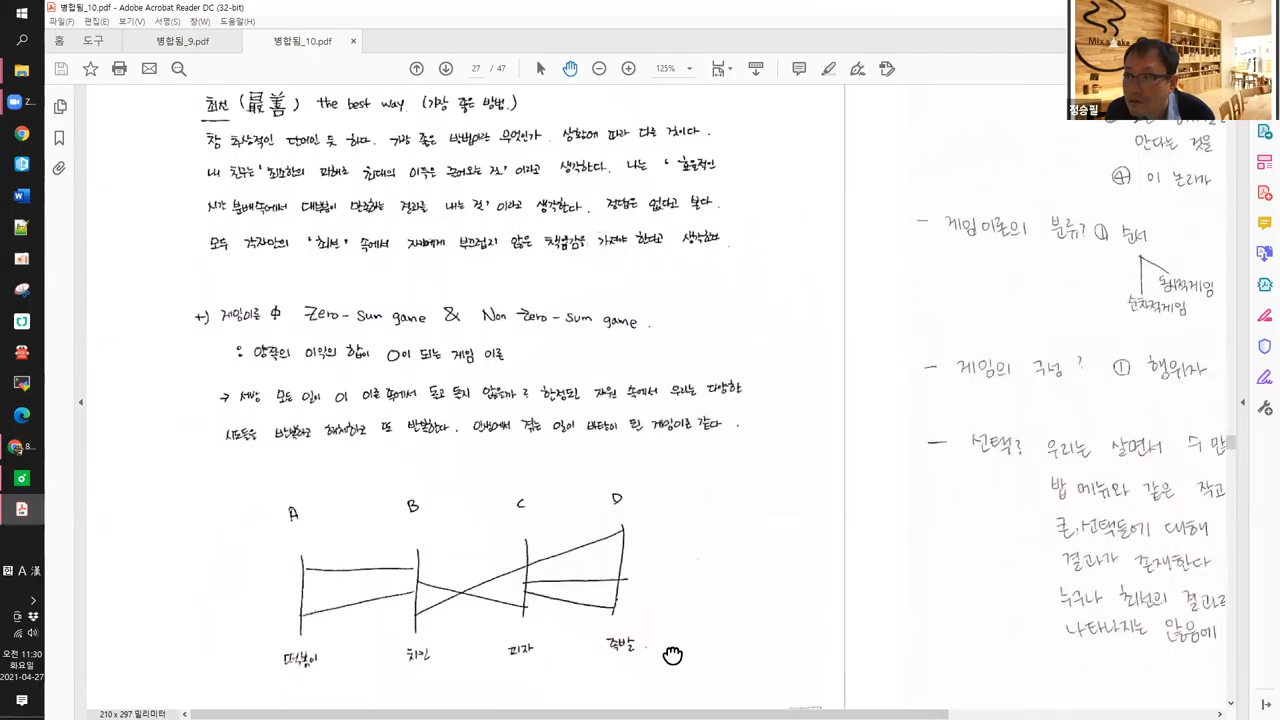 병합됨_10.pdf - Adobe Acrobat Reader DC (32-bit)
파일(F) 편집(E) 보기(V) 서명(S) 창(W) 도움말(H)
홈 도구 병합됨_9.pdf 병합됨_10.pdf ×
27 / 47 125%
정승필
최선 (最善) the best way. (가장 좋은 방법.)
참 추상적인 단어인 듯 하다. 가장 좋은 방법이란 무엇인가. 상황에 따라 다를 것이다.
내 친구는 '최소한의 피해로 최대의 이득을 끌어오는 것' 이라고 생각한다. 나는 '효율적인
시간 분배속에서 대부분이 만족하는 결과를 내는 것' 이라고 생각한다. 정답은 없다고 본다.
모두 각자만의 '최선' 속에서 부끄럽지 않은 책임감을 가져야 한다고 생각하며
+) 게임이론 中 Zero-Sum game & Non Zero-sum game.
: 양쪽의 이익의 합이 0이 되는 게임 이론
→ 세상 모든 일이 이 이론 속에서 돌고 돌지 않을까? 한정된 자원 속에서 우리는 다양한
시도들을 반복하고 해체하고 또 반복한다. 인생에서 겪는 일이 바탕이 된 게임이론 같다.
A B C D
떡볶이 치킨 피자 족발.
안다는 것을
④ 이 논리가
- 게임이론의 분류? ① 순서
동시적게임
순차적게임
- 게임의 구성? ① 행위자
- 선택? 우리는 살면서 수 만
밥 메뉴와 같은 작고
큰 선택들에 대해
결과가 존재한다
누구나 최선의 결과로
나타나지는 않음에
한 A 漢
오전 11:30
화요일
2021-04-27
210 x 297 밀리미터